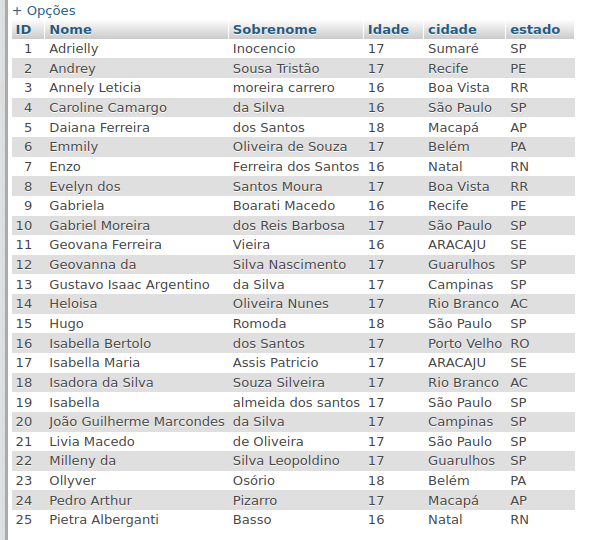 + Opções
ID Nome Sobrenome Idade cidade estado
1 Adrielly Inocencio 17 Sumaré SP
2 Andrey Sousa Tristão 17 Recife PE
3 Annely Leticia moreira carrero 16 Boa Vista RR
4 Caroline Camargo da Silva 16 São Paulo SP
5 Daiana Ferreira dos Santos 18 Macapá AP
6 Emmily Oliveira de Souza 17 Belém PA
7 Enzo Ferreira dos Santos 16 Natal RN
8 Evelyn dos Santos Moura 17 Boa Vista RR
9 Gabriela Boarati Macedo 16 Recife PE
10 Gabriel Moreira dos Reis Barbosa 17 São Paulo SP
11 Geovana Ferreira Vieira 16 ARACAJU SE
12 Geovanna da Silva Nascimento 17 Guarulhos SP
13 Gustavo Isaac Argentino da Silva 17 Campinas SP
14 Heloisa Oliveira Nunes 17 Rio Branco AC
15 Hugo Romoda 18 São Paulo SP
16 Isabella Bertolo dos Santos 17 Porto Velho RO
17 Isabella Maria Assis Patricio 17 ARACAJU SE
18 Isadora da Silva Souza Silveira 17 Rio Branco AC
19 Isabella almeida dos santos 17 São Paulo SP
20 João Guilherme Marcondes da Silva 17 Campinas SP
21 Livia Macedo de Oliveira 17 São Paulo SP
22 Milleny da Silva Leopoldino 17 Guarulhos SP
23 Ollyver Osório 18 Belém PA
24 Pedro Arthur Pizarro 17 Macapá AP
25 Pietra Alberganti Basso 16 Natal RN